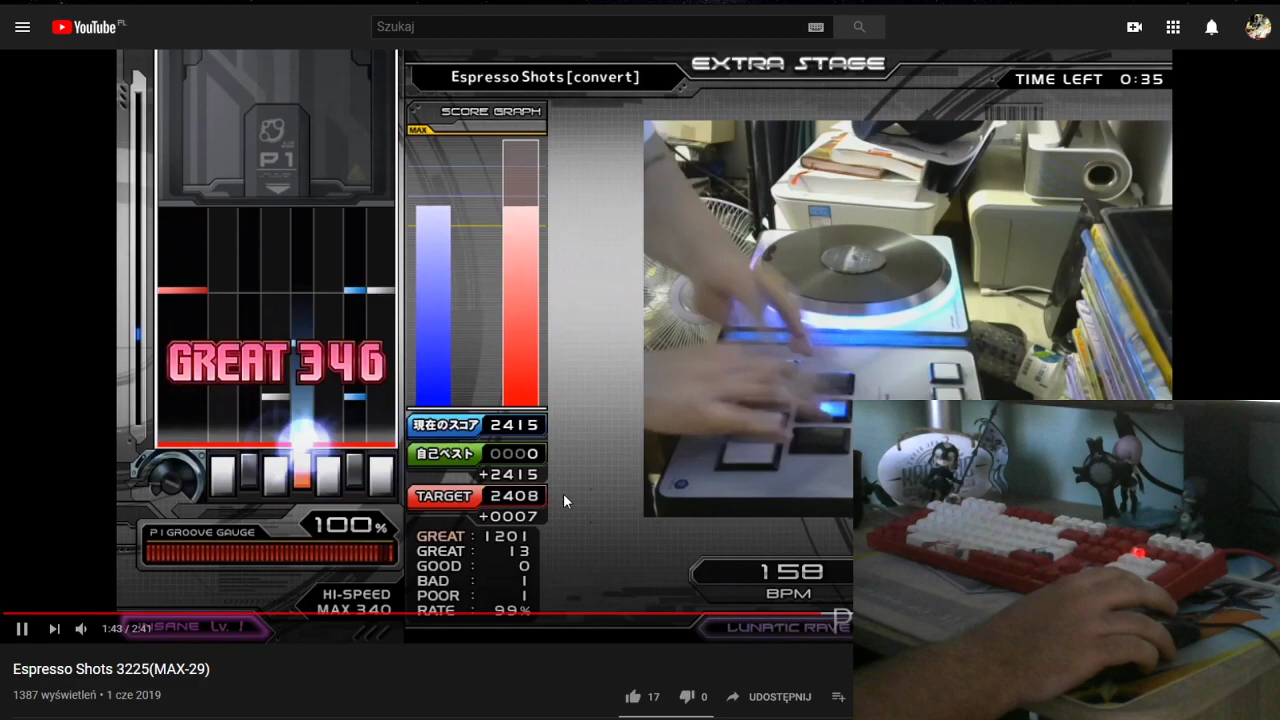 YouTube PL
Szukaj
Espresso Shots[convert]
EXTRA STAGE
TIME LEFT 0:35
SCORE GRAPH
MAX
P1
GREAT 346
現在のスコア 2415
自己ベスト 0000
+2415
TARGET 2408
+0007
GREAT : 1201
GREAT : 13
GOOD : 0
BAD : 1
POOR : 1
RATE : 99%
100%
P1 GROOVE GAUGE
HI-SPEED
MAX 340
158
BPM
1:43 / 2:41
INSANE Lv. 1
LUNATIC RAVE
Espresso Shots 3225(MAX-29)
1387 wyświetleń • 1 cze 2019
17
0
UDOSTĘPNIJ